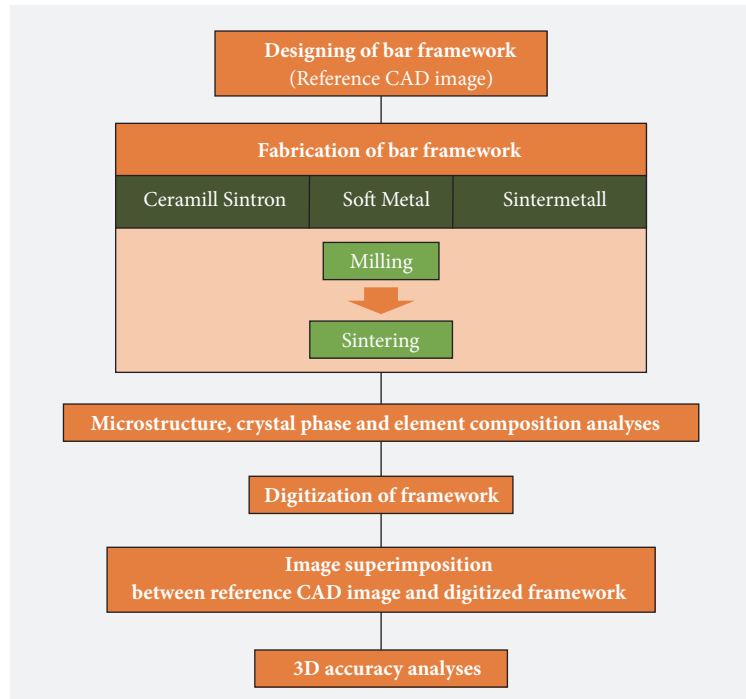 Designing of bar framework
(Reference CAD image)
Fabrication of bar framework
Ceramill Sintron
Soft Metal
Sintermetall
Milling
Sintering
Microstructure, crystal phase and element composition analyses
Digitization of framework
Image superimposition
between reference CAD image and digitized framework
3D accuracy analyses